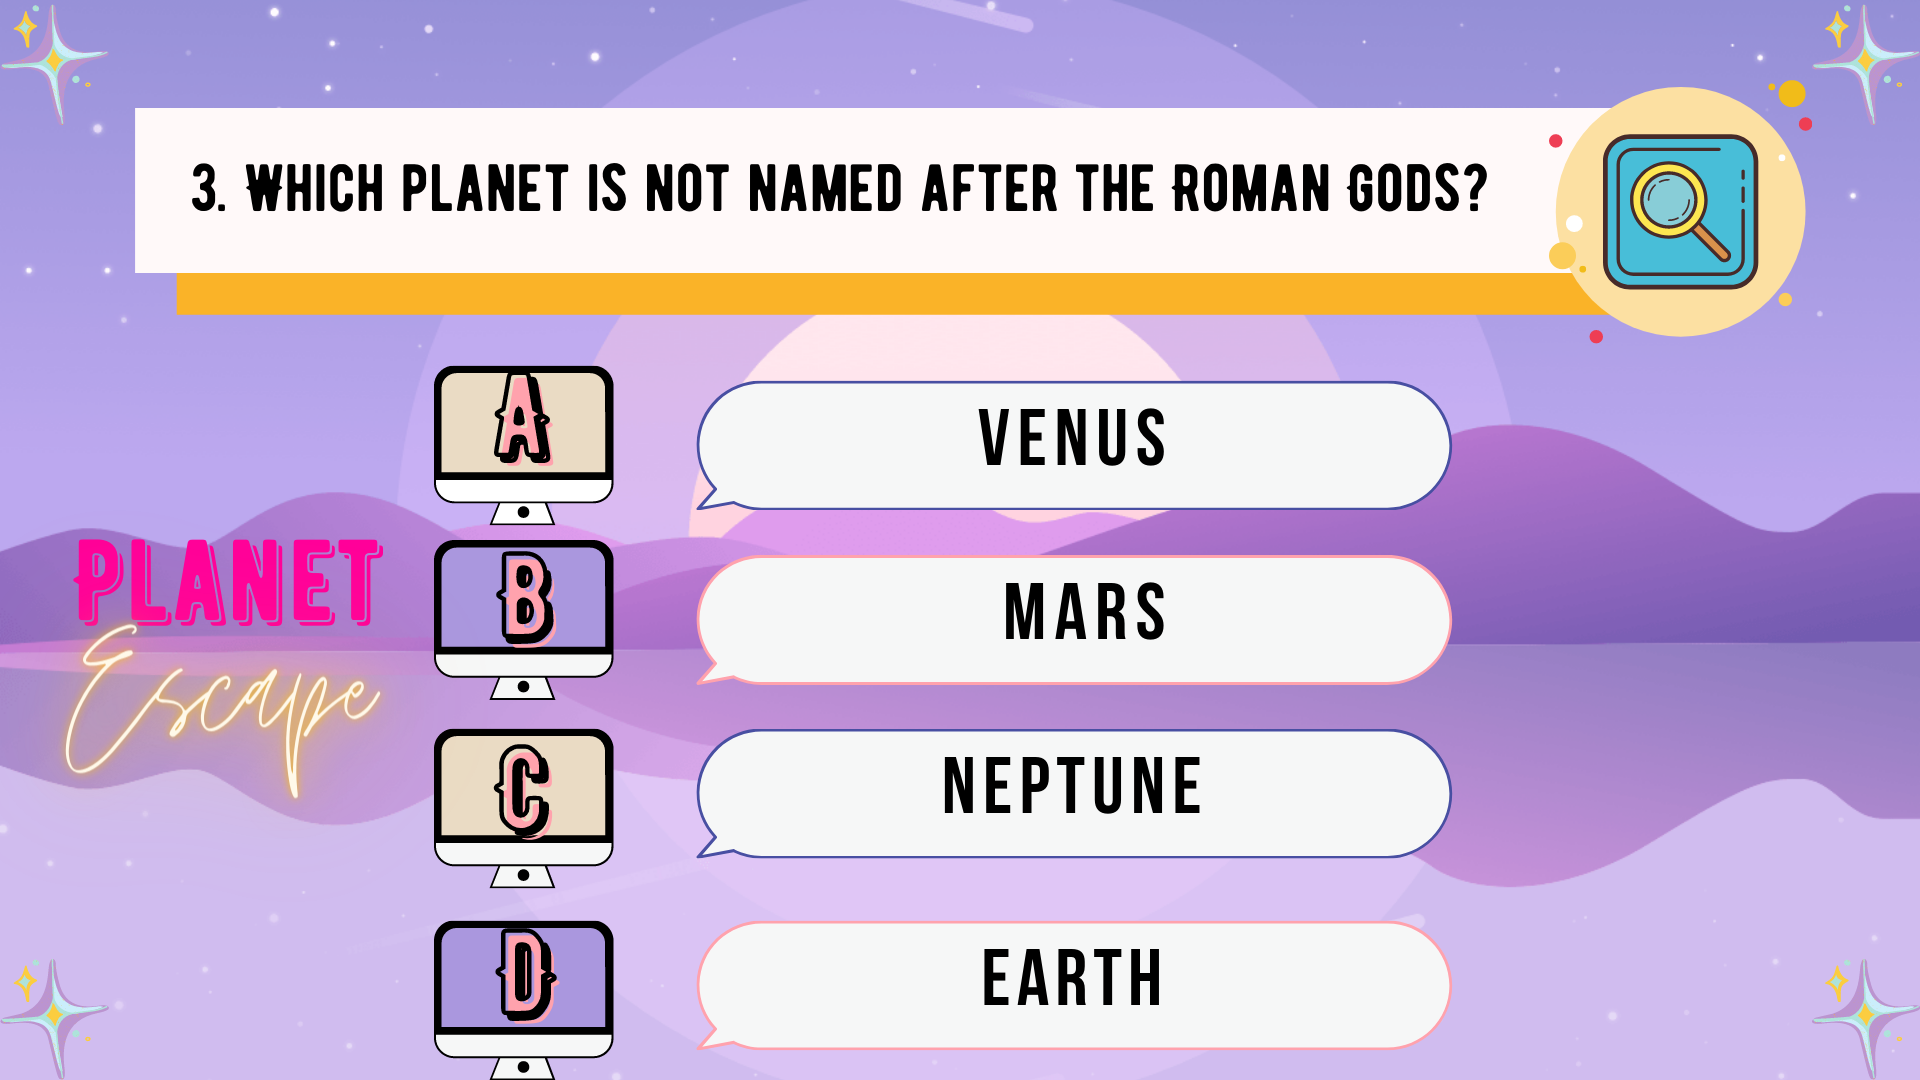 3. WHICH PLANET IS NOT NAMED AFTER THE ROMAN GODS?
A
VENUS
B
MARS
PLANET
Escape
C
NEPTUNE
D
EARTH